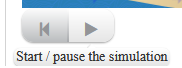 Start / pause the simulation